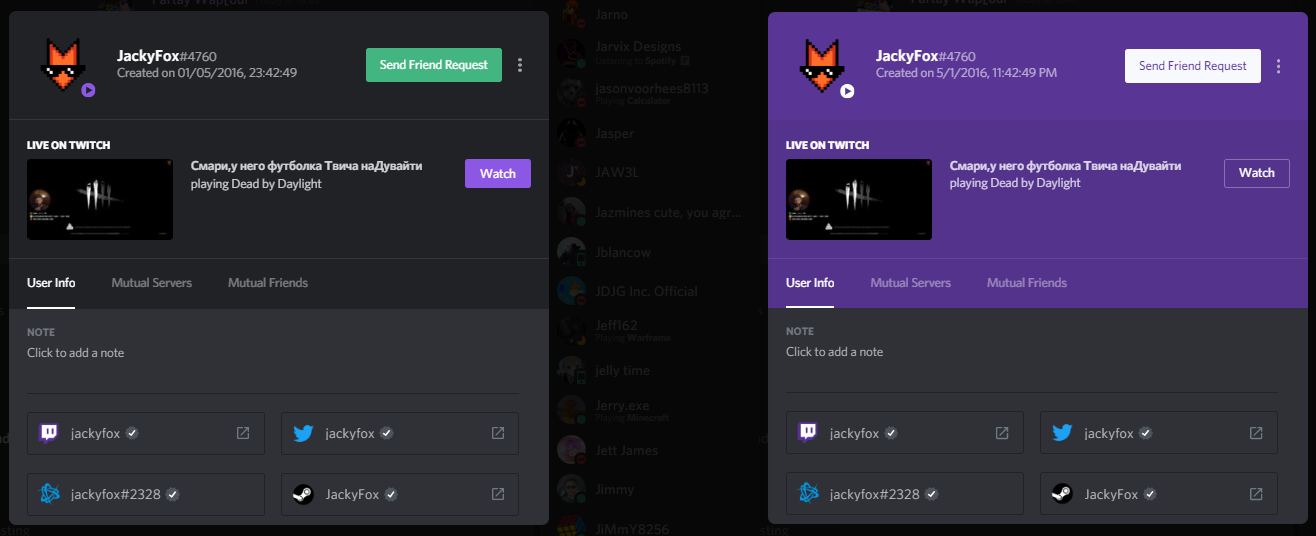 JackyFox#4760
Created on 01/05/2016, 23:42:49
Send Friend Request
LIVE ON TWITCH
Смари,у него футболка Твича наДувайти
playing Dead by Daylight
Watch
User Info
Mutual Servers
Mutual Friends
NOTE
Click to add a note
jackyfox
jackyfox
jackyfox#2328
JackyFox
Jarno
Jarvix Designs
Listening to Spotify
jasonvoorhees8113
Playing Calculator
Jasper
JAW3L
Jazmines cute, you agr...
Jblancow
JDJG Inc. Official
Jeff162
Playing Warframe
jelly time
Jerry.exe
Playing Minecraft
Jett James
Jimmy
JiMmY8256
JackyFox#4760
Created on 5/1/2016, 11:42:49 PM
Send Friend Request
LIVE ON TWITCH
Смари,у него футболка Твича наДувайти
playing Dead by Daylight
Watch
User Info
Mutual Servers
Mutual Friends
NOTE
Click to add a note
jackyfox
jackyfox
jackyfox#2328
JackyFox